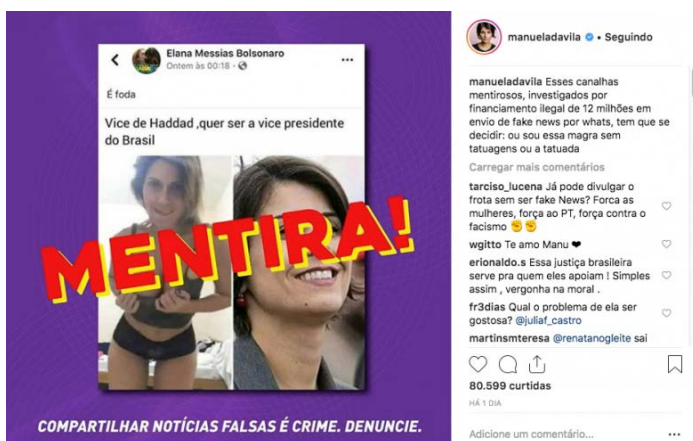 Elana Messias Bolsonaro
Ontem às 00:18
É foda
Vice de Haddad ,quer ser a vice presidente
do Brasil
MENTIRA!
COMPARTILHAR NOTÍCIAS FALSAS É CRIME. DENUNCIE.
manueladavila • Seguindo
manueladavila Esses canalhas
mentirosos, investigados por
financiamento ilegal de 12 milhões em
envio de fake news por whats, tem que se
decidir: ou sou essa magra sem
tatuagens ou a tatuada
Carregar mais comentários
tarciso_lucena Já pode divulgar o
frota sem ser fake News? Forca as
mulheres, força ao PT, força contra o
facismo ✊✊
wgitto Te amo Manu ❤
erionaldo.s Essa justiça brasileira
serve pra quem eles apoiam ! Simples
assim , vergonha na moral .
fr3dias Qual o problema de ela ser
gostosa? @juliaf_castro
martinsmteresa @renatanogleite sai
80.599 curtidas
HÁ 1 DIA
Adicione um comentário...